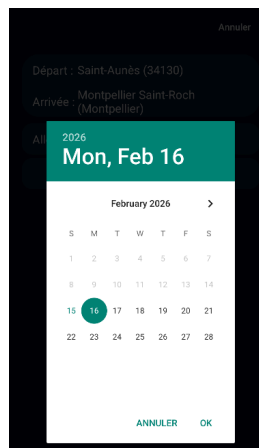 Annuler
Départ : Saint-Aunès (34130)
Arrivée : Montpellier Saint-Roch
(Montpellier)
All
2026
Mon, Feb 16
February 2026 >
S M T W T F S
1 2 3 4 5 6 7
8 9 10 11 12 13 14
15 16 17 18 19 20 21
22 23 24 25 26 27 28
ANNULER OK